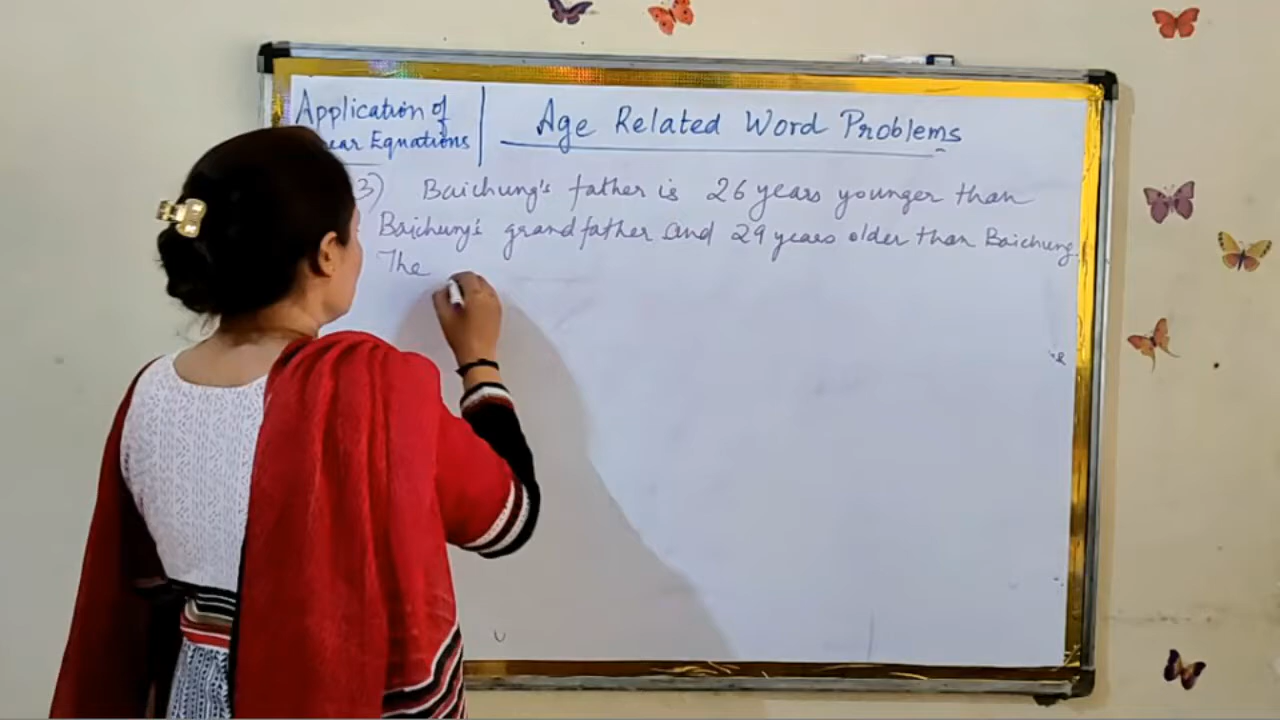 Application of
Equations
Age Related Word Problems
3) Baichung's father is 26 years younger than
Baichung's grandfather and 29 years older than Baichung.
The